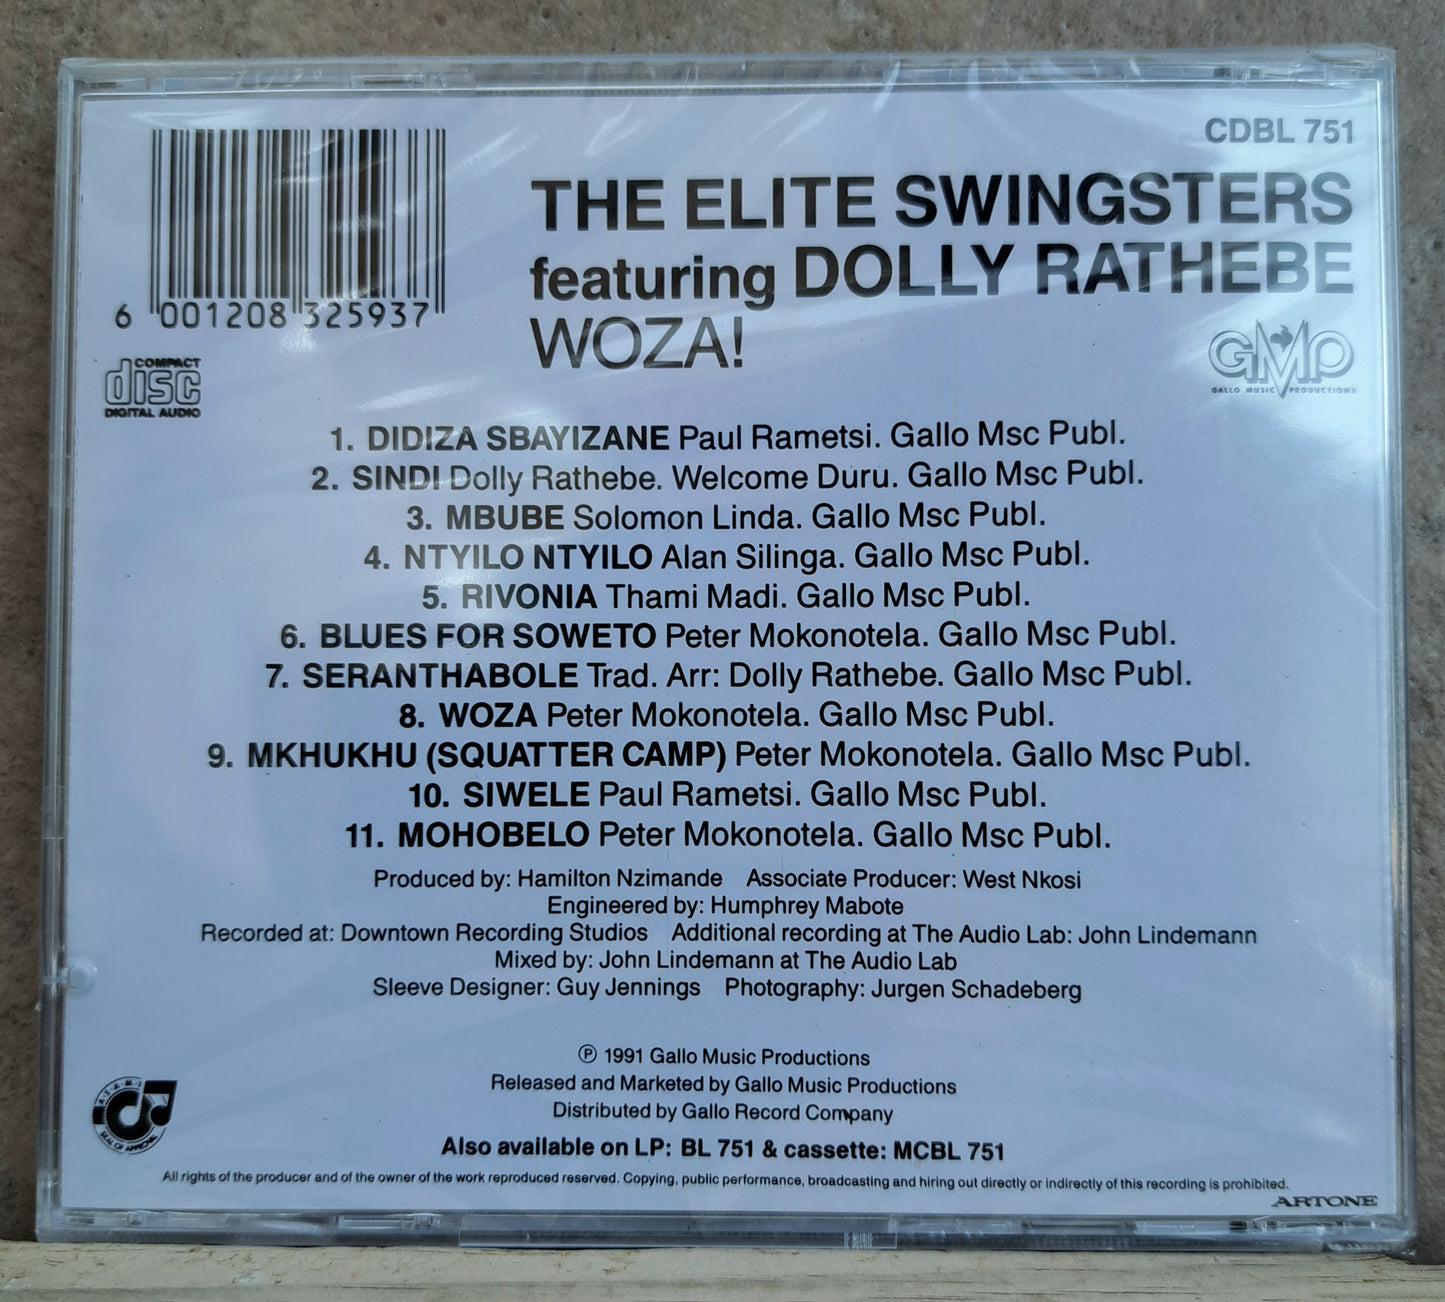 CDBL 751
THE ELITE SWINGSTERS
featuring DOLLY RATHEBE
WOZA!
6 001208 325937
COMPACT
disc
DIGITAL AUDIO
GMP
GALLO MUSIC PRODUCTIONS
1. DIDIZA SBAYIZANE Paul Rametsi. Gallo Msc Publ.
2. SINDI Dolly Rathebe. Welcome Duru. Gallo Msc Publ.
3. MBUBE Solomon Linda. Gallo Msc Publ.
4. NTYILO NTYILO Alan Silinga. Gallo Msc Publ.
5. RIVONIA Thami Madi. Gallo Msc Publ.
6. BLUES FOR SOWETO Peter Mokonotela. Gallo Msc Publ.
7. SERANTHABOLE Trad. Arr: Dolly Rathebe. Gallo Msc Publ.
8. WOZA Peter Mokonotela. Gallo Msc Publ.
9. MKHUKHU (SQUATTER CAMP) Peter Mokonotela. Gallo Msc Publ.
10. SIWELE Paul Rametsi. Gallo Msc Publ.
11. MOHOBELO Peter Mokonotela. Gallo Msc Publ.
Produced by: Hamilton Nzimande Associate Producer: West Nkosi
Engineered by: Humphrey Mabote
Recorded at: Downtown Recording Studios Additional recording at The Audio Lab: John Lindemann
Mixed by: John Lindemann at The Audio Lab
Sleeve Designer: Guy Jennings Photography: Jurgen Schadeberg
℗ 1991 Gallo Music Productions
Released and Marketed by Gallo Music Productions
Distributed by Gallo Record Company
Also available on LP: BL 751 & cassette: MCBL 751
A·S·A·M·I
SEAL OF APPROVAL
All rights of the producer and of the owner of the work reproduced reserved. Copying, public performance, broadcasting and hiring out directly or indirectly of this recording is prohibited.
ARTONE